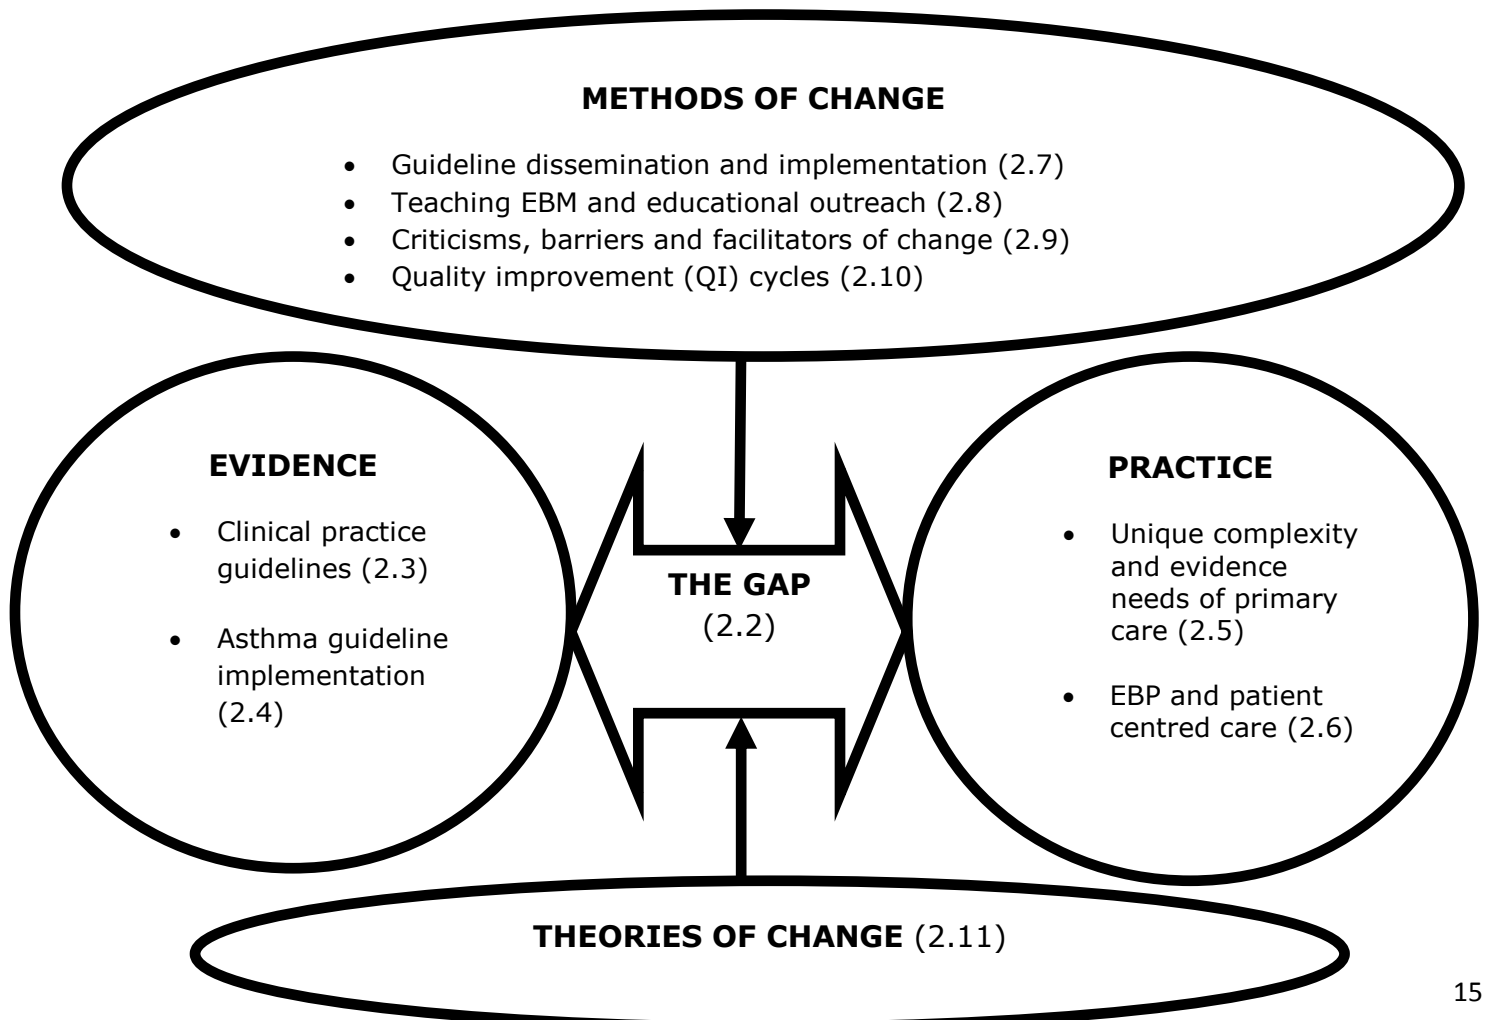 METHODS OF CHANGE
• Guideline dissemination and implementation (2.7)
• Teaching EBM and educational outreach (2.8)
• Criticisms, barriers and facilitators of change (2.9)
• Quality improvement (QI) cycles (2.10)
EVIDENCE
• Clinical practice
guidelines (2.3)
• Asthma guideline
implementation
(2.4)
THE GAP
(2.2)
PRACTICE
• Unique complexity
and evidence
needs of primary
care (2.5)
• EBP and patient
centred care (2.6)
THEORIES OF CHANGE (2.11)
15